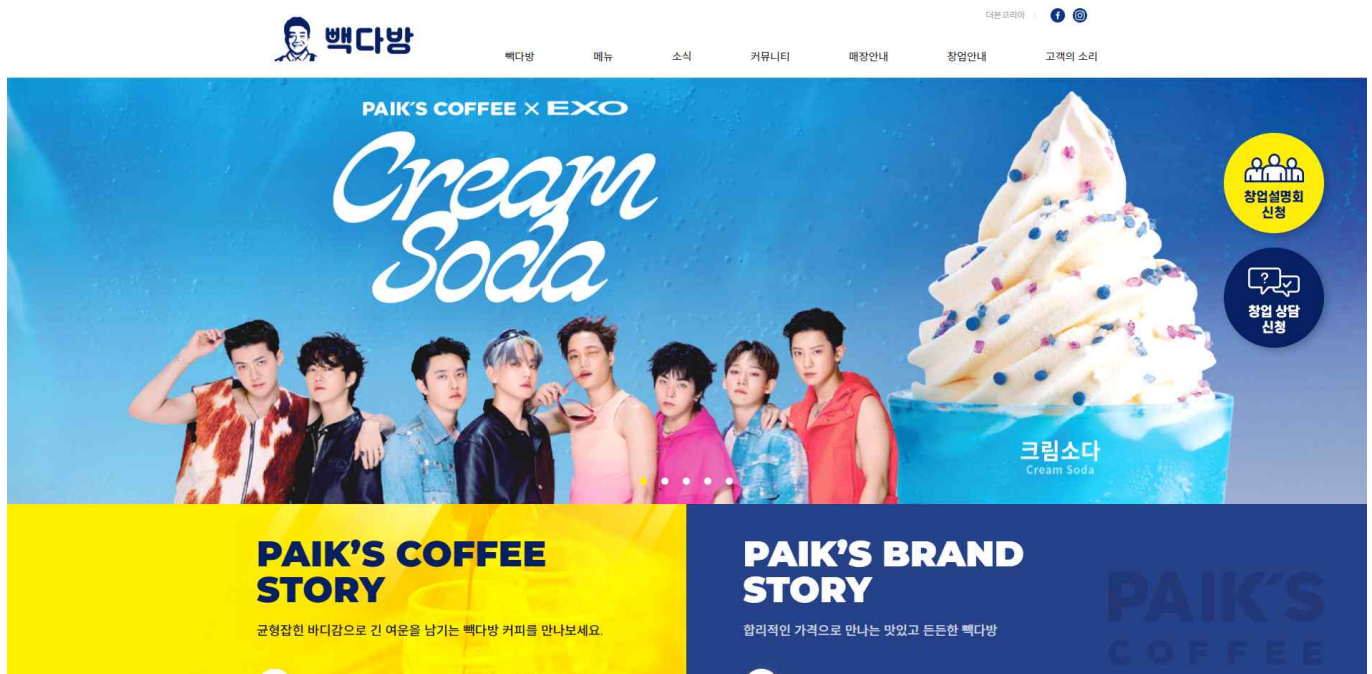 더본코리아
빽다방
빽다방 메뉴 소식 커뮤니티 매장안내 창업안내 고객의 소리
PAIK'S COFFEE × EXO
Cream
Soda
창업설명회
신청
창업 상담
신청
크림소다
Cream Soda
PAIK'S COFFEE
STORY
균형잡힌 바디감으로 긴 여운을 남기는 빽다방 커피를 만나보세요.
PAIK'S BRAND
STORY
합리적인 가격으로 만나는 맛있고 든든한 빽다방
PAIK'S
COFFEE